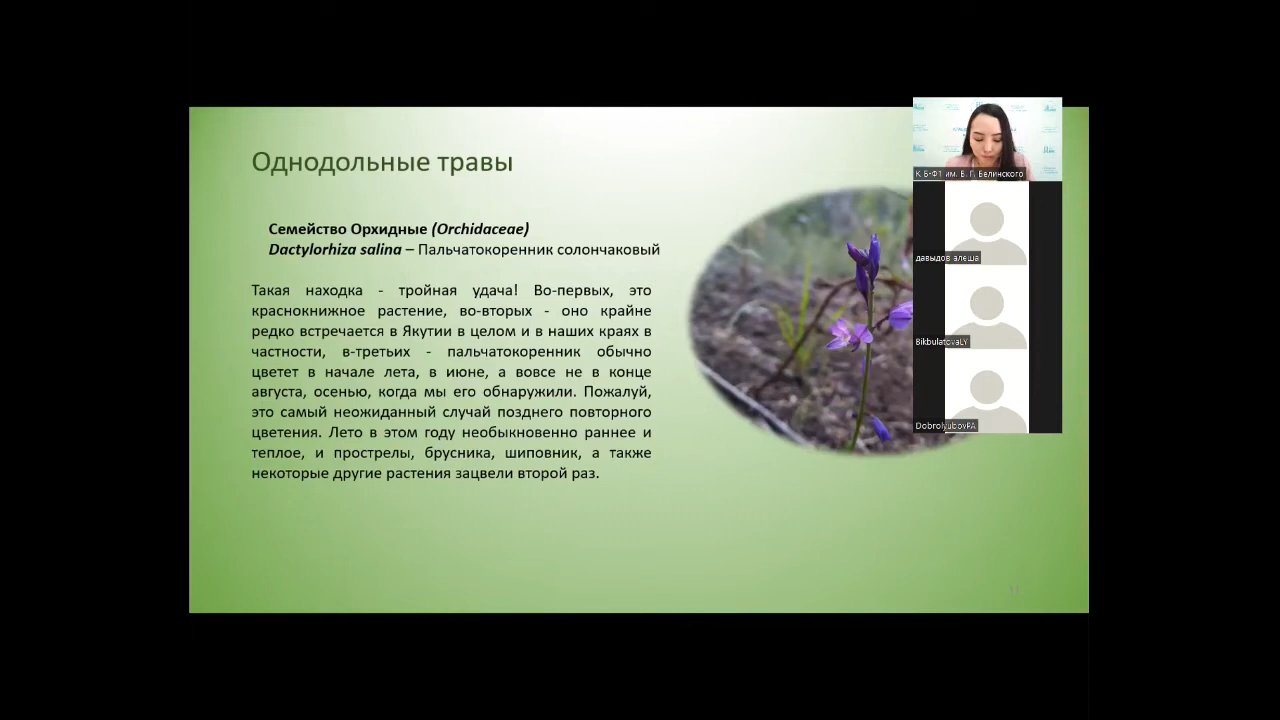 Однодольные травы
Семейство Орхидные (Orchidaceae)
Dactylorhiza salina – Пальчатокоренник солончаковый
Такая находка - тройная удача! Во-первых, это
краснокнижное растение, во-вторых - оно крайне
редко встречается в Якутии в целом и в наших краях в
частности, в-третьих - пальчатокоренник обычно
цветет в начале лета, в июне, а вовсе не в конце
августа, осенью, когда мы его обнаружили. Пожалуй,
это самый неожиданный случай позднего повторного
цветения. Лето в этом году необыкновенно раннее и
теплое, и прострелы, брусника, шиповник, а также
некоторые другие растения зацвели второй раз.
им. В. Г. Белинского
давыдов алеша
BikbulatovaLY
DobrolyubovPA